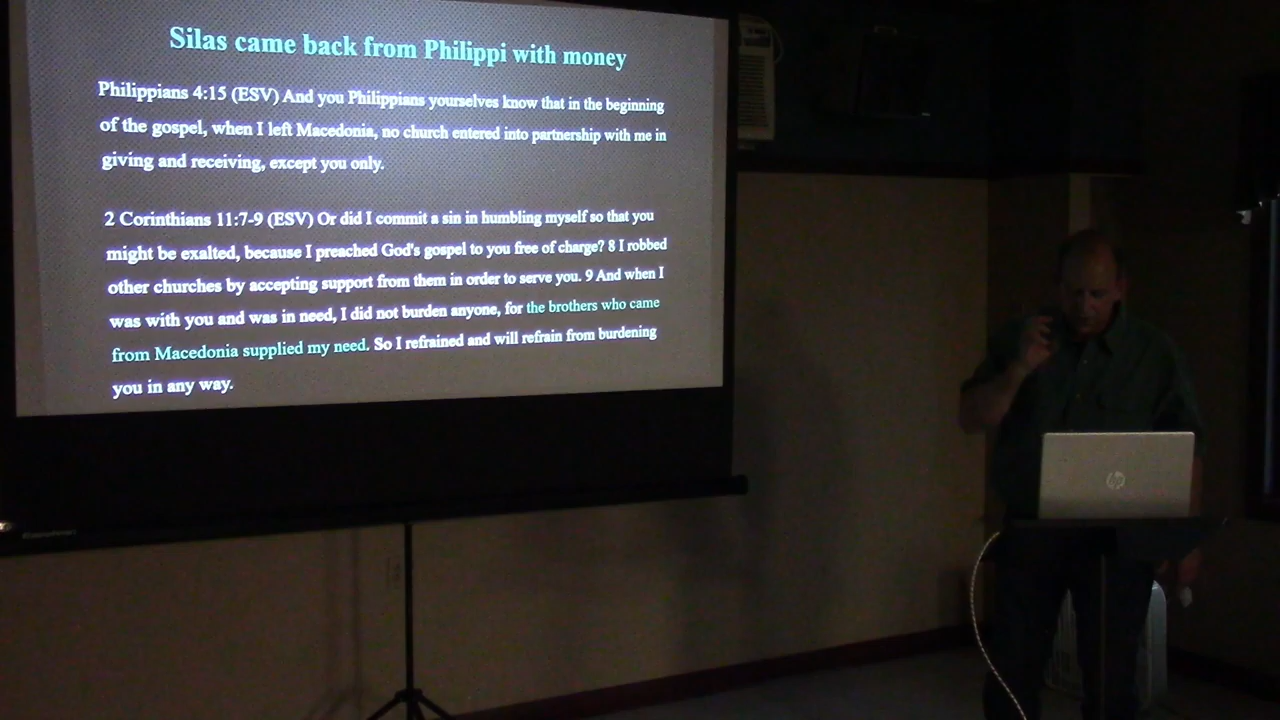 Silas came back from Philippi with money
Philippians 4:15 (ESV) And you Philippians yourselves know that in the beginning
of the gospel, when I left Macedonia, no church entered into partnership with me in
giving and receiving, except you only.
2 Corinthians 11:7-9 (ESV) Or did I commit a sin in humbling myself so that you
might be exalted, because I preached God's gospel to you free of charge? 8 I robbed
other churches by accepting support from them in order to serve you. 9 And when I
was with you and was in need, I did not burden anyone, for the brothers who came
from Macedonia supplied my need. So I refrained and will refrain from burdening
you in any way.
hp